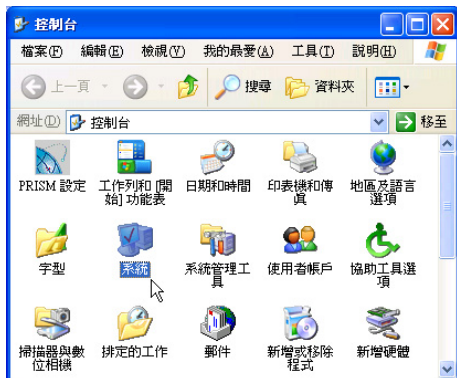 控制台
檔案(F) 編輯(E) 檢視(V) 我的最愛(A) 工具(T) 說明(H)
上一頁 搜尋 資料夾
網址(D) 控制台 移至
PRISM 設定 工作列和 [開始] 功能表 日期和時間 印表機和傳真 地區及語言選項
字型 系統 系統管理工具 使用者帳戶 協助工具選項
掃描器與數位相機 排定的工作 郵件 新增或移除程式 新增硬體